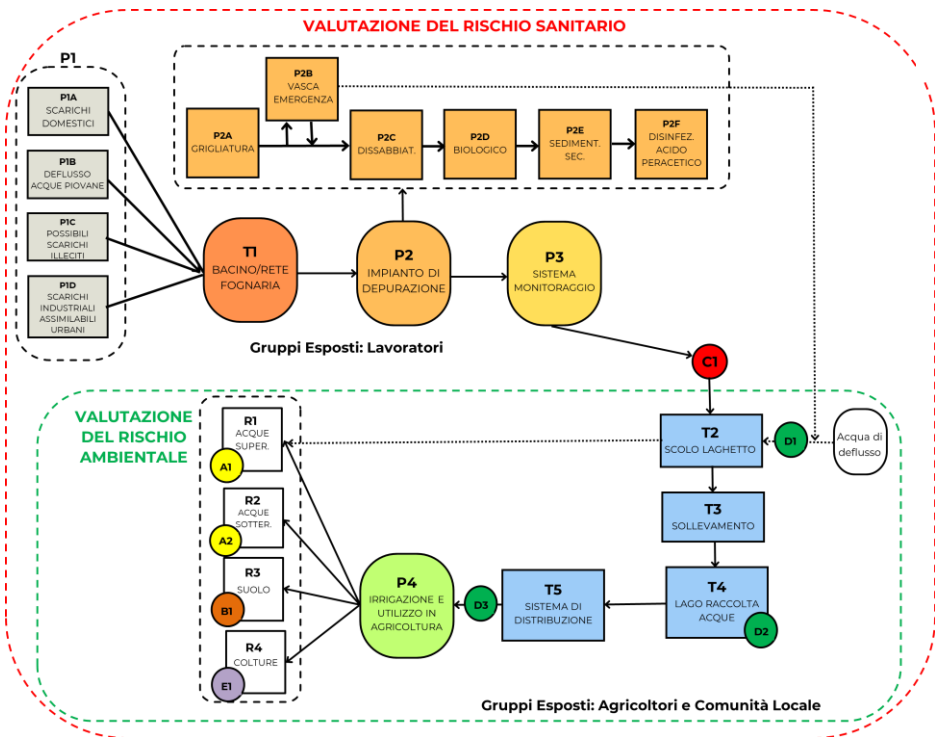 VALUTAZIONE DEL RISCHIO SANITARIO
P1
P1A
SCARICHI
DOMESTICI
P1B
DEFLUSSO
ACQUE PIOVANE
P1C
POSSIBILI
SCARICHI
ILLECITI
P1D
SCARICHI
INDUSTRIALI
ASSIMILABILI
URBANI
P2A
GRIGLIATURA
P2B
VASCA
EMERGENZA
P2C
DISSABBIAT.
P2D
BIOLOGICO
P2E
SEDIMENT.
SEC.
P2F
DISINFEZ.
ACIDO
PERACETICO
T1
BACINO/RETE
FOGNARIA
P2
IMPIANTO DI
DEPURAZIONE
P3
SISTEMA
MONITORAGGIO
Gruppi Esposti: Lavoratori
C1
VALUTAZIONE
DEL RISCHIO
AMBIENTALE
R1
ACQUE
SUPER.
A1
R2
ACQUE
SOTTER.
A2
R3
SUOLO
B1
R4
COLTURE
E1
T2
SCOLO LAGHETTO
D1
Acqua di
deflusso
T3
SOLLEVAMENTO
T4
LAGO RACCOLTA
ACQUE
D2
T5
SISTEMA DI
DISTRIBUZIONE
D3
P4
IRRIGAZIONE E
UTILIZZO IN
AGRICOLTURA
Gruppi Esposti: Agricoltori e Comunità Locale